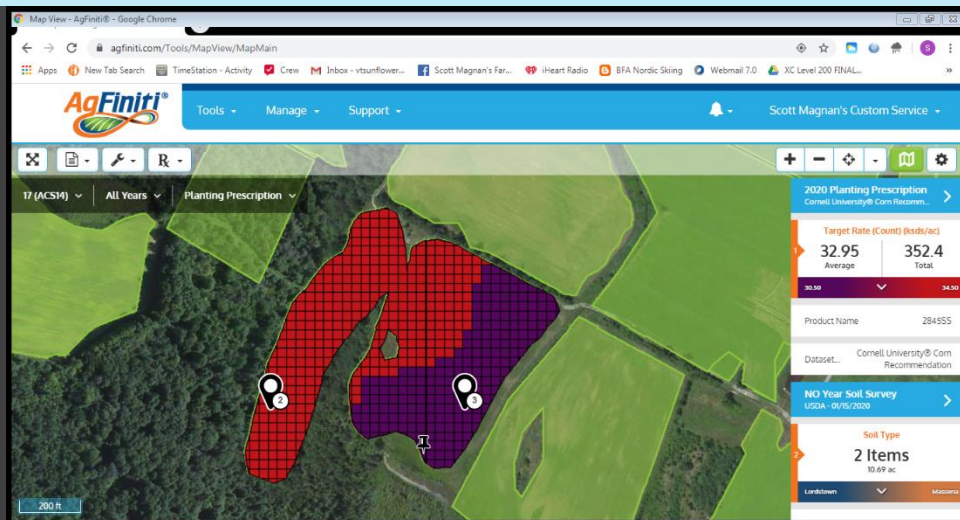 Map View - AgFiniti® - Google Chrome
agfiniti.com/Tools/MapView/MapMain
S
Apps New Tab Search TimeStation - Activity Crew Inbox - vtsunflower... Scott Magnan's Far... iHeart Radio BFA Nordic Skiing Webmail 7.0 XC Level 200 FINAL... »
AgFiniti® Tools Manage Support Scott Magnan's Custom Service
Rx
17 (ACS14) All Years Planting Prescription
2020 Planting Prescription
Cornell University® Corn Recomm...
1
Target Rate (Count) (ksds/ac)
32.95 352.4
Average Total
30.50 34.50
Product Name 2845SS
Dataset... Cornell University® Corn
Recommendation
NO Year Soil Survey
USDA - 01/15/2020
2
Soil Type
2 Items
10.69 ac
Lordstown Massena
2
3
200 ft